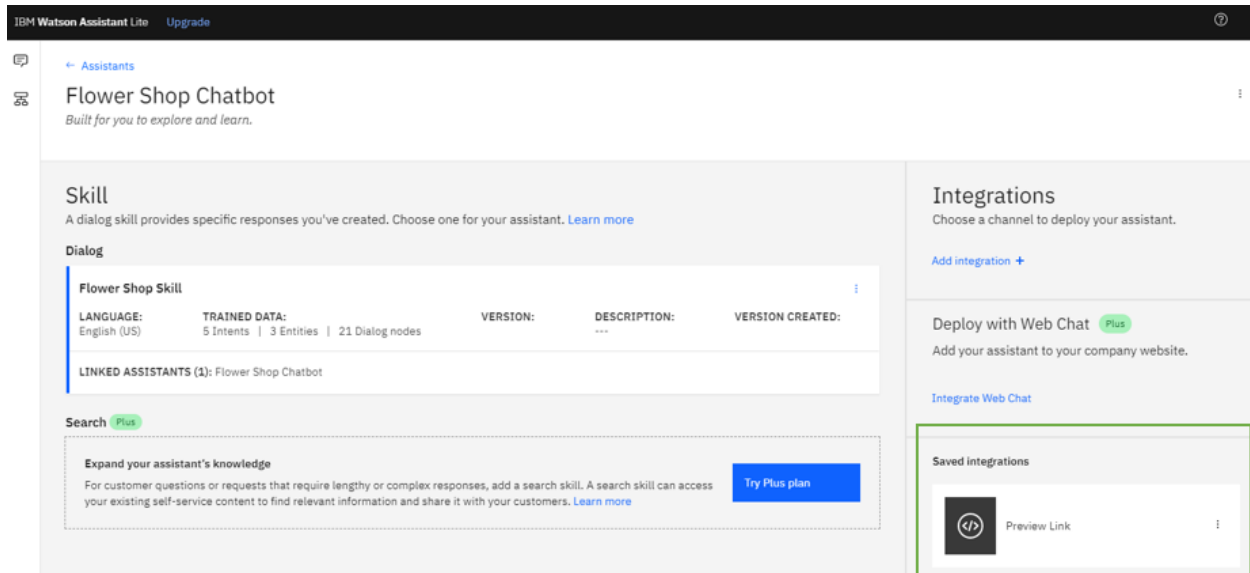 IBM Watson Assistant Lite Upgrade
← Assistants
Flower Shop Chatbot
Built for you to explore and learn.
Skill
A dialog skill provides specific responses you've created. Choose one for your assistant. Learn more
Dialog
Flower Shop Skill
LANGUAGE: TRAINED DATA: VERSION: DESCRIPTION: VERSION CREATED:
English (US) 5 Intents | 3 Entities | 21 Dialog nodes ---
LINKED ASSISTANTS (1): Flower Shop Chatbot
Search Plus
Expand your assistant's knowledge
For customer questions or requests that require lengthy or complex responses, add a search skill. A search skill can access
your existing self-service content to find relevant information and share it with your customers. Learn more
Try Plus plan
Integrations
Choose a channel to deploy your assistant.
Add integration +
Deploy with Web Chat Plus
Add your assistant to your company website.
Integrate Web Chat
Saved integrations
Preview Link